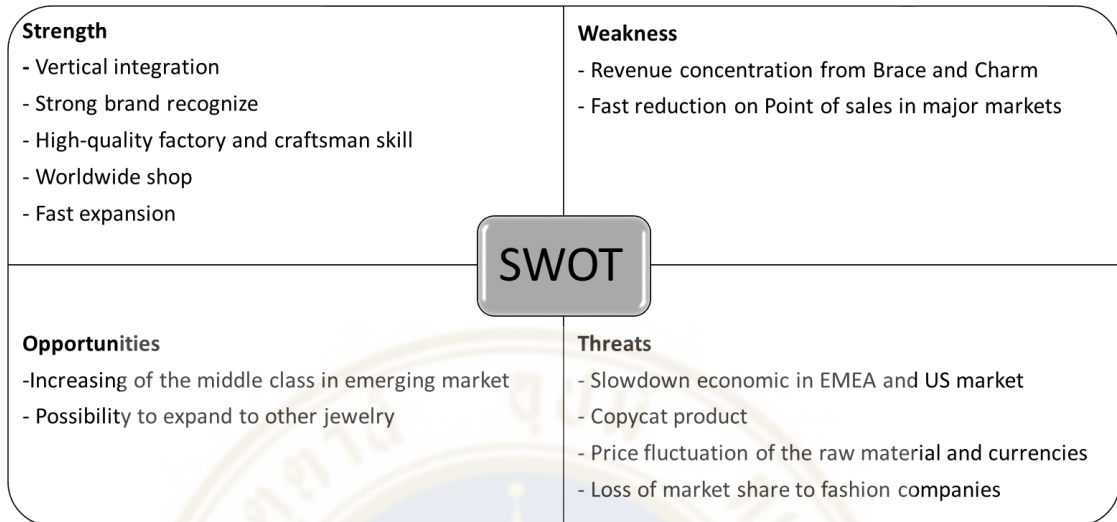 Strength
- Vertical integration
- Strong brand recognize
- High-quality factory and craftsman skill
- Worldwide shop
- Fast expansion
Weakness
- Revenue concentration from Brace and Charm
- Fast reduction on Point of sales in major markets
SWOT
Opportunities
-Increasing of the middle class in emerging market
- Possibility to expand to other jewelry
Threats
- Slowdown economic in EMEA and US market
- Copycat product
- Price fluctuation of the raw material and currencies
- Loss of market share to fashion companies